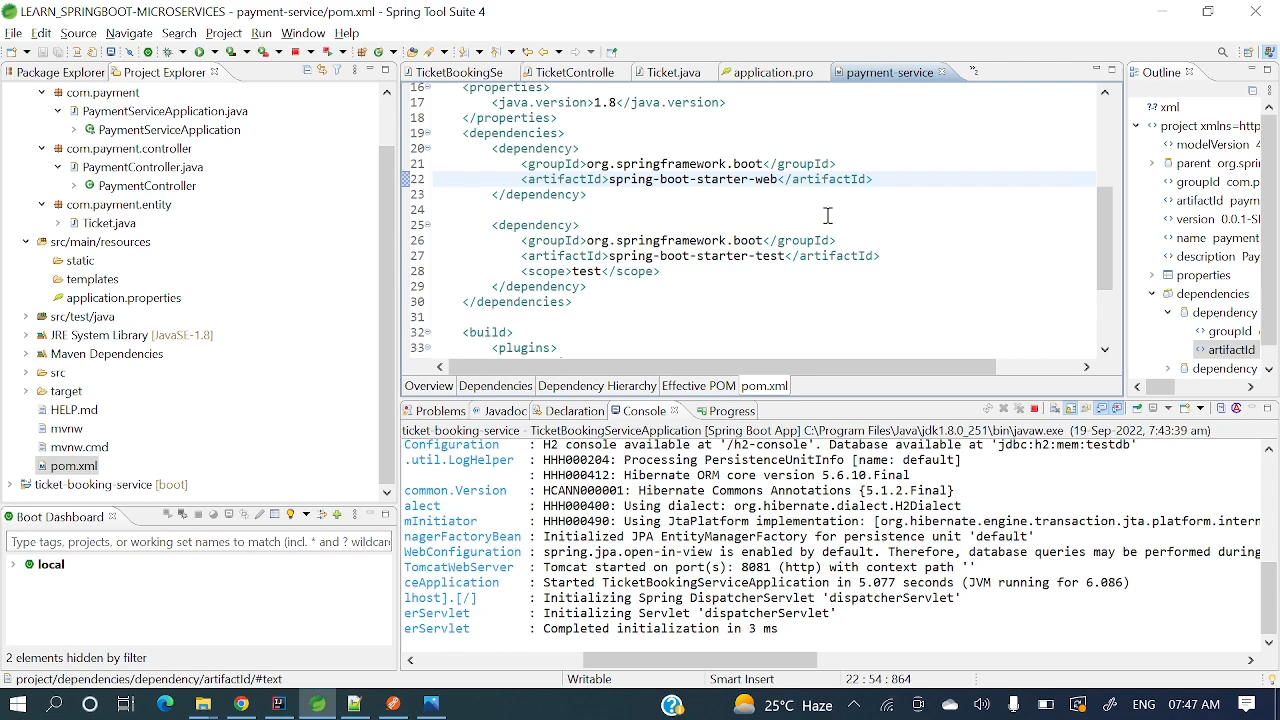 LEARN_SPRINGBOOT-MICROSERVICES - payment-service/pom.xml - Spring Tool Suite 4
File Edit Source Navigate Search Project Run Window Help
Package Explorer Project Explorer
com.payment
PaymentServiceApplication.java
PaymentServiceApplication
com.payment.controller
PaymentController.java
PaymentController
com.payment.entity
Ticket.java
src/main/resources
static
templates
application.properties
src/test/java
JRE System Library [JavaSE-1.8]
Maven Dependencies
src
target
HELP.md
mvnw
mvnw.cmd
pom.xml
ticket-booking-service [boot]
Boot Dashboard
Type tags, projects, or working set names to match (incl. * and ? wildcard
local
2 elements hidden by filter
TicketBookingSe TicketControlle Ticket.java application.pro payment-service »2
16 <properties>
17 <java.version>1.8</java.version>
18 </properties>
19 <dependencies>
20 <dependency>
21 <groupId>org.springframework.boot</groupId>
22 <artifactId>spring-boot-starter-web</artifactId>
23 </dependency>
24
25 <dependency>
26 <groupId>org.springframework.boot</groupId>
27 <artifactId>spring-boot-starter-test</artifactId>
28 <scope>test</scope>
29 </dependency>
30 </dependencies>
31
32 <build>
33 <plugins>
Overview Dependencies Dependency Hierarchy Effective POM pom.xml
Outline
?=? xml
project xmlns=http
modelVersion 4
parent org.sprin
groupId com.p
artifactId paym
version 0.0.1-S
name payment
description Pay
properties
dependencies
dependency
groupId
artifactId
dependency
Problems Javadoc Declaration Console Progress
ticket-booking-service - TicketBookingServiceApplication [Spring Boot App] C:\Program Files\Java\jdk1.8.0_251\bin\javaw.exe (19-Sep-2022, 7:43:39 am)
Configuration : H2 console available at '/h2-console'. Database available at 'jdbc:h2:mem:testdb'
.util.LogHelper : HHH000204: Processing PersistenceUnitInfo [name: default]
: HHH000412: Hibernate ORM core version 5.6.10.Final
common.Version : HCANN000001: Hibernate Commons Annotations {5.1.2.Final}
alect : HHH000400: Using dialect: org.hibernate.dialect.H2Dialect
mInitiator : HHH000490: Using JtaPlatform implementation: [org.hibernate.engine.transaction.jta.platform.intern
nagerFactoryBean : Initialized JPA EntityManagerFactory for persistence unit 'default'
WebConfiguration : spring.jpa.open-in-view is enabled by default. Therefore, database queries may be performed during
TomcatWebServer : Tomcat started on port(s): 8081 (http) with context path ''
ceApplication : Started TicketBookingServiceApplication in 5.077 seconds (JVM running for 6.086)
lhost].[/] : Initializing Spring DispatcherServlet 'dispatcherServlet'
erServlet : Initializing Servlet 'dispatcherServlet'
erServlet : Completed initialization in 3 ms
project/dependencies/dependency/artifactId/#text Writable Smart Insert 22 : 54 : 864
25°C Haze ENG 07:47 AM